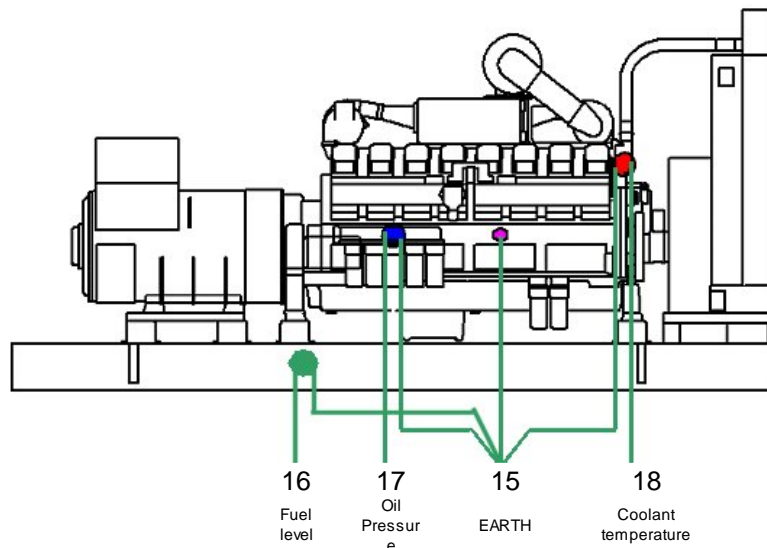 16 17 15 18
Fuel
level
Oil
Pressur
e
EARTH
Coolant
temperature